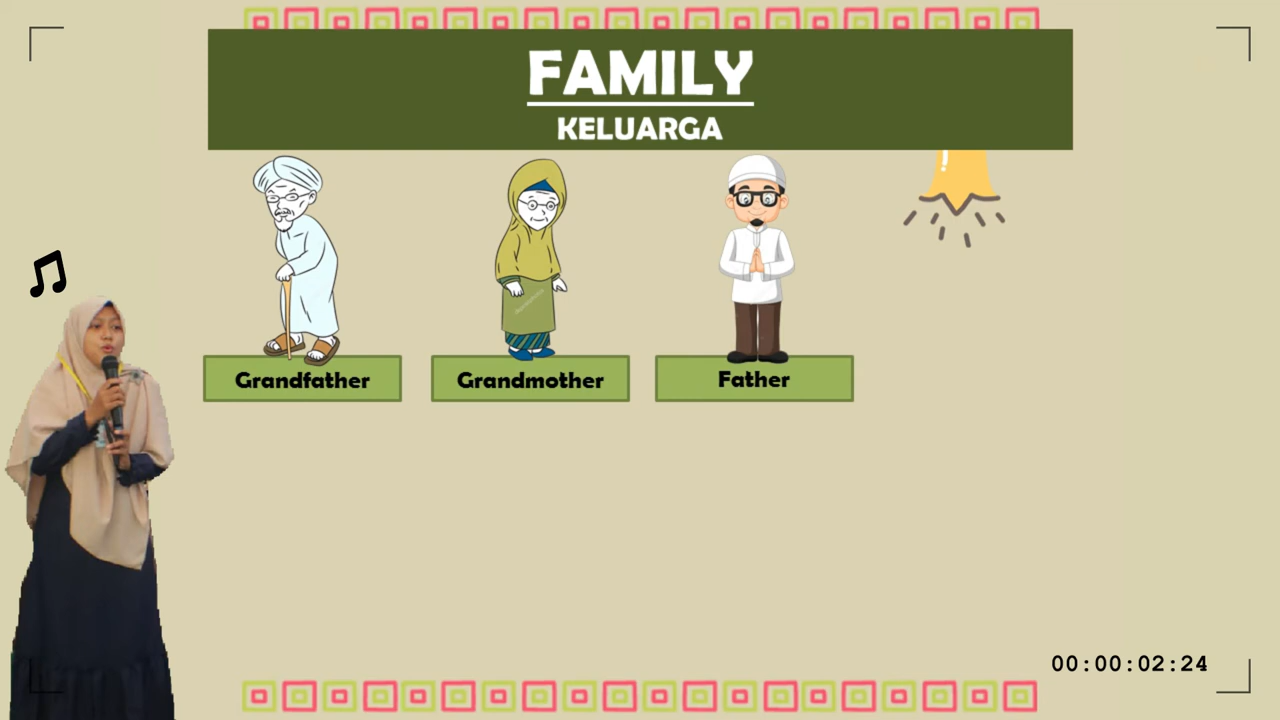 FAMILY
KELUARGA
Grandfather
Grandmother
Father
00:00:02:24